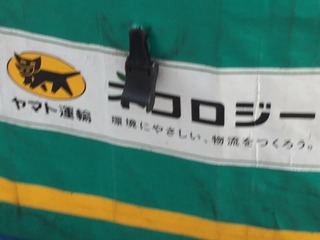 ヤマト運輸
ネコロジー
環境にやさしい、物流をつくろう。